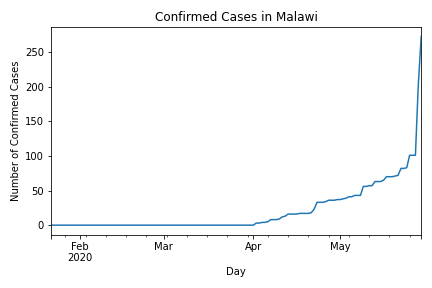 Confirmed Cases in Malawi
Number of Confirmed Cases
250
200
150
100
50
0
Feb Mar Apr May
2020
Day